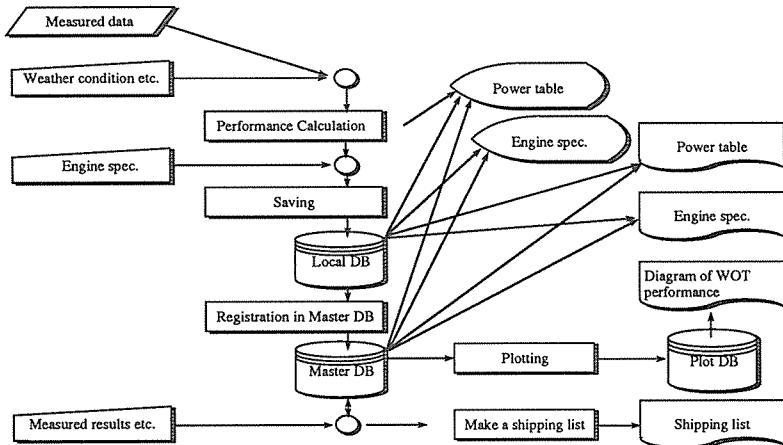 Measured data
Weather condition etc.
Power table
Performance Calculation
Engine spec.
Power table
Engine spec.
Saving
Engine spec.
Local DB
Diagram of WOT
performance
Registration in Master DB
Master DB
Plotting
Plot DB
Measured results etc.
Make a shipping list
Shipping list